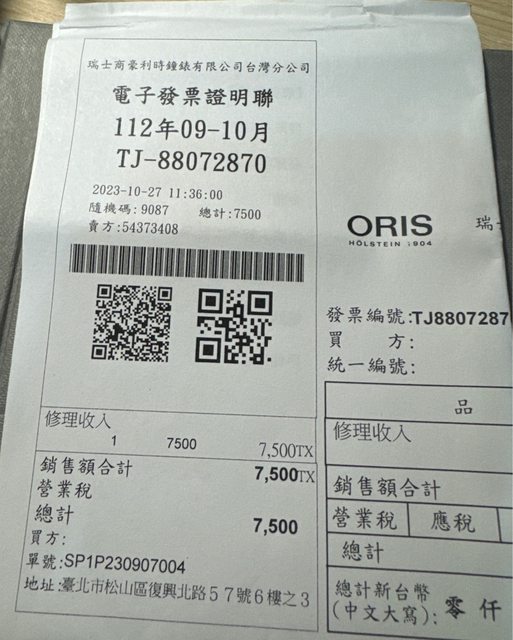 瑞士商豪利時鐘錶有限公司台灣分公司
電子發票證明聯
112年09-10月
TJ-88072870
2023-10-27 11:36:00
隨機碼:9087 總計:7500
賣方:54373408
修理收入
1 7500 7,500TX
銷售額合計 7,500TX
營業稅
總計 7,500
買方:
單號:SP1P230907004
地址:臺北市松山區復興北路57號6樓之3
ORIS
HÖLSTEIN 1904
瑞士
發票編號:TJ8807287
買 方:
統一編號:
品
修理收入
銷售額合計
營業稅 應稅
總計
總計新台幣
(中文大寫): 零 仟